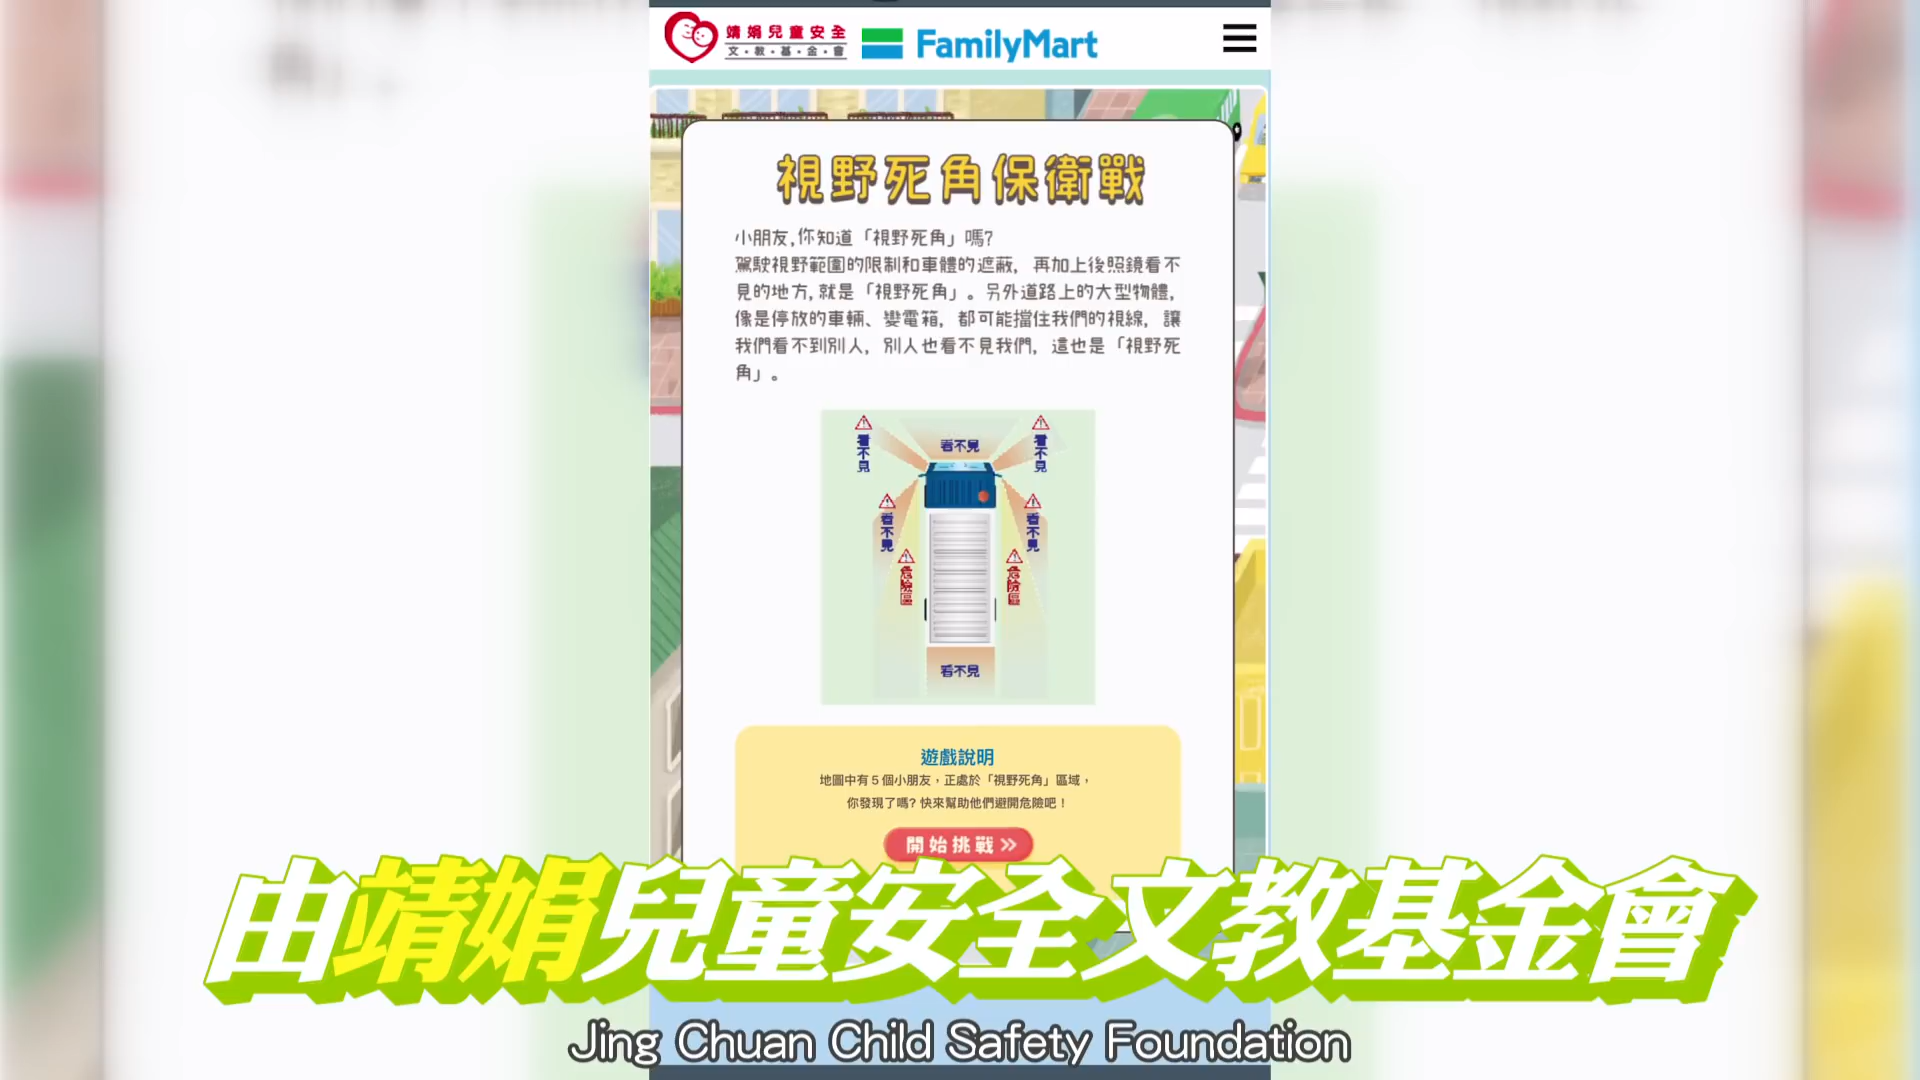 靖娟兒童安全
文•教•基•金•會
FamilyMart
視野死角保衛戰
小朋友,你知道「視野死角」嗎?
駕駛視野範圍的限制和車體的遮蔽，再加上後照鏡看不
見的地方,就是「視野死角」。另外道路上的大型物體,
像是停放的車輛、變電箱，都可能擋住我們的視線，讓
我們看不到別人，別人也看不見我們，這也是「視野死
角」。
看不見
看不見
看不見
看不見
看不見
危險區
危險區
看不見
遊戲說明
地圖中有5個小朋友，正處於「視野死角」區域，
你發現了嗎? 快來幫助他們避開危險吧！
開始挑戰 »
由靖娟兒童安全文教基金會
Jing Chuan Child Safety Foundation